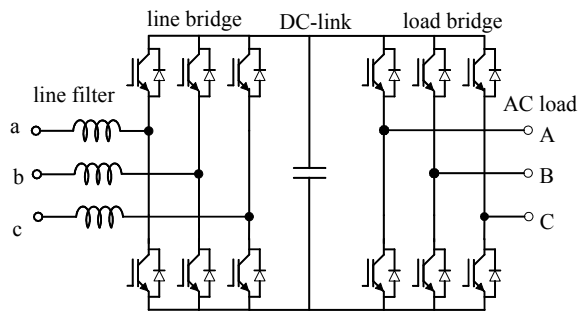 line bridge
DC-link
load bridge
line filter
AC load
a
A
b
B
c
C